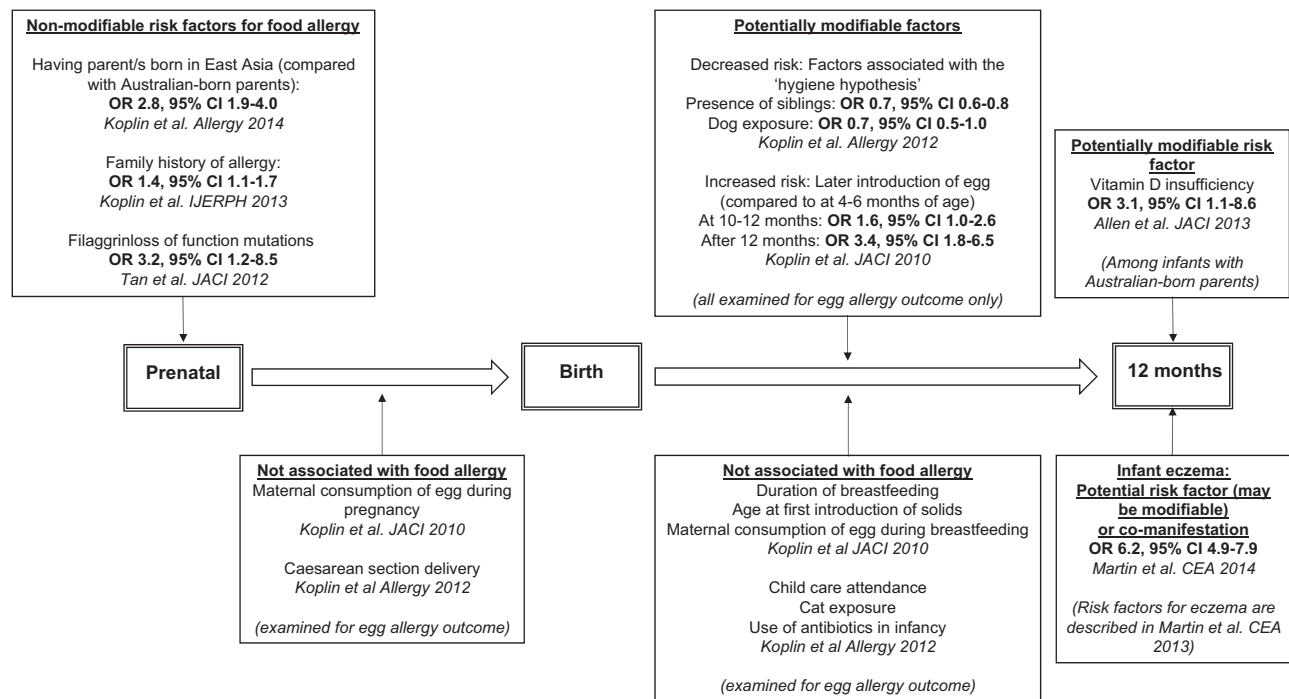 Non-modifiable risk factors for food allergy
Having parent/s born in East Asia (compared
with Australian-born parents):
OR 2.8, 95% CI 1.9-4.0
Koplin et al. Allergy 2014
Family history of allergy:
OR 1.4, 95% CI 1.1-1.7
Koplin et al. IJERPH 2013
Filaggrinloss of function mutations
OR 3.2, 95% CI 1.2-8.5
Tan et al. JACI 2012
Potentially modifiable factors
Decreased risk: Factors associated with the
‘hygiene hypothesis’
Presence of siblings: OR 0.7, 95% CI 0.6-0.8
Dog exposure: OR 0.7, 95% CI 0.5-1.0
Koplin et al. Allergy 2012
Increased risk: Later introduction of egg
(compared to at 4-6 months of age)
At 10-12 months: OR 1.6, 95% CI 1.0-2.6
After 12 months: OR 3.4, 95% CI 1.8-6.5
Koplin et al. JACI 2010
(all examined for egg allergy outcome only)
Potentially modifiable risk
factor
Vitamin D insufficiency
OR 3.1, 95% CI 1.1-8.6
Allen et al. JACI 2013
(Among infants with
Australian-born parents)
Prenatal
Birth
12 months
Not associated with food allergy
Maternal consumption of egg during
pregnancy
Koplin et al. JACI 2010
Caesarean section delivery
Koplin et al Allergy 2012
(examined for egg allergy outcome)
Not associated with food allergy
Duration of breastfeeding
Age at first introduction of solids
Maternal consumption of egg during breastfeeding
Koplin et al JACI 2010
Child care attendance
Cat exposure
Use of antibiotics in infancy
Koplin et al Allergy 2012
(examined for egg allergy outcome)
Infant eczema:
Potential risk factor (may
be modifiable)
or co-manifestation
OR 6.2, 95% CI 4.9-7.9
Martin et al. CEA 2014
(Risk factors for eczema are
described in Martin et al. CEA
2013)